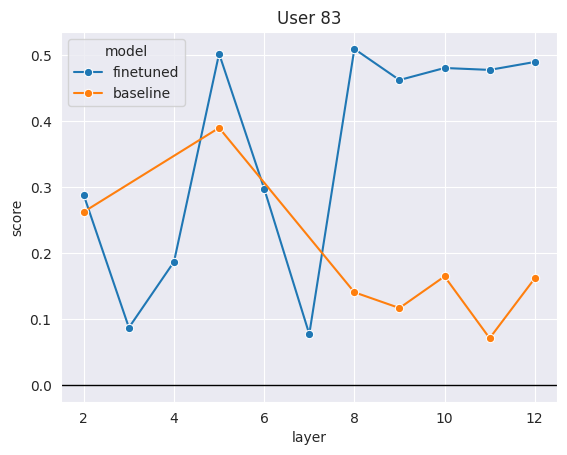 User 83
model
finetuned
baseline
score
0.5
0.4
0.3
0.2
0.1
0.0
2 4 6 8 10 12
layer